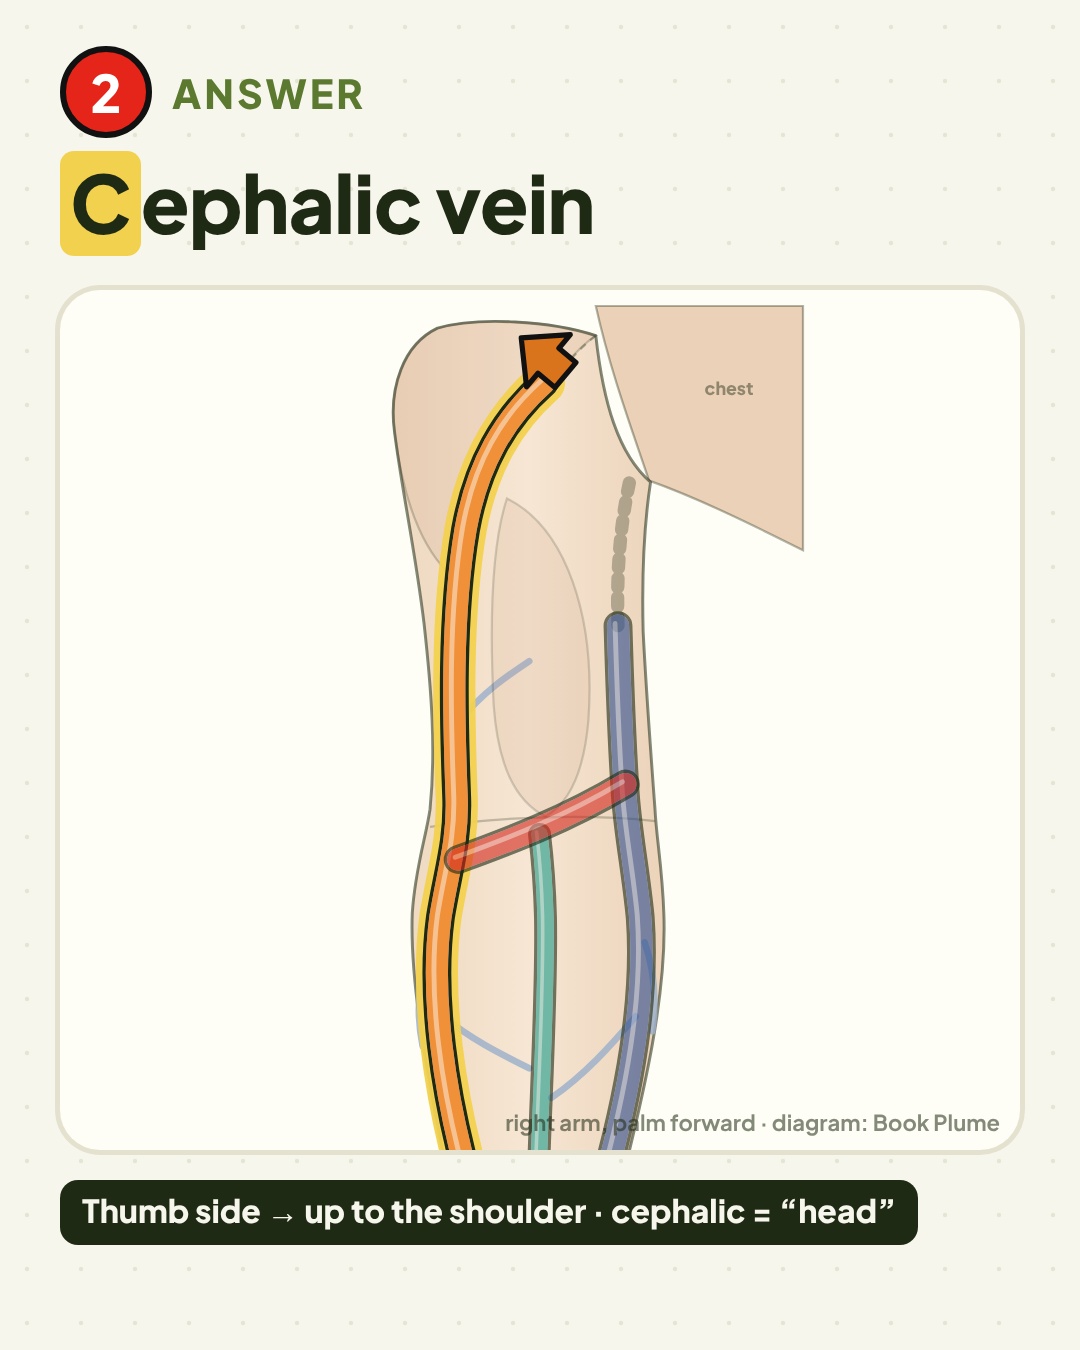 2 ANSWER
Cephalic vein
chest
right arm, palm forward · diagram: Book Plume
Thumb side → up to the shoulder · cephalic = “head”